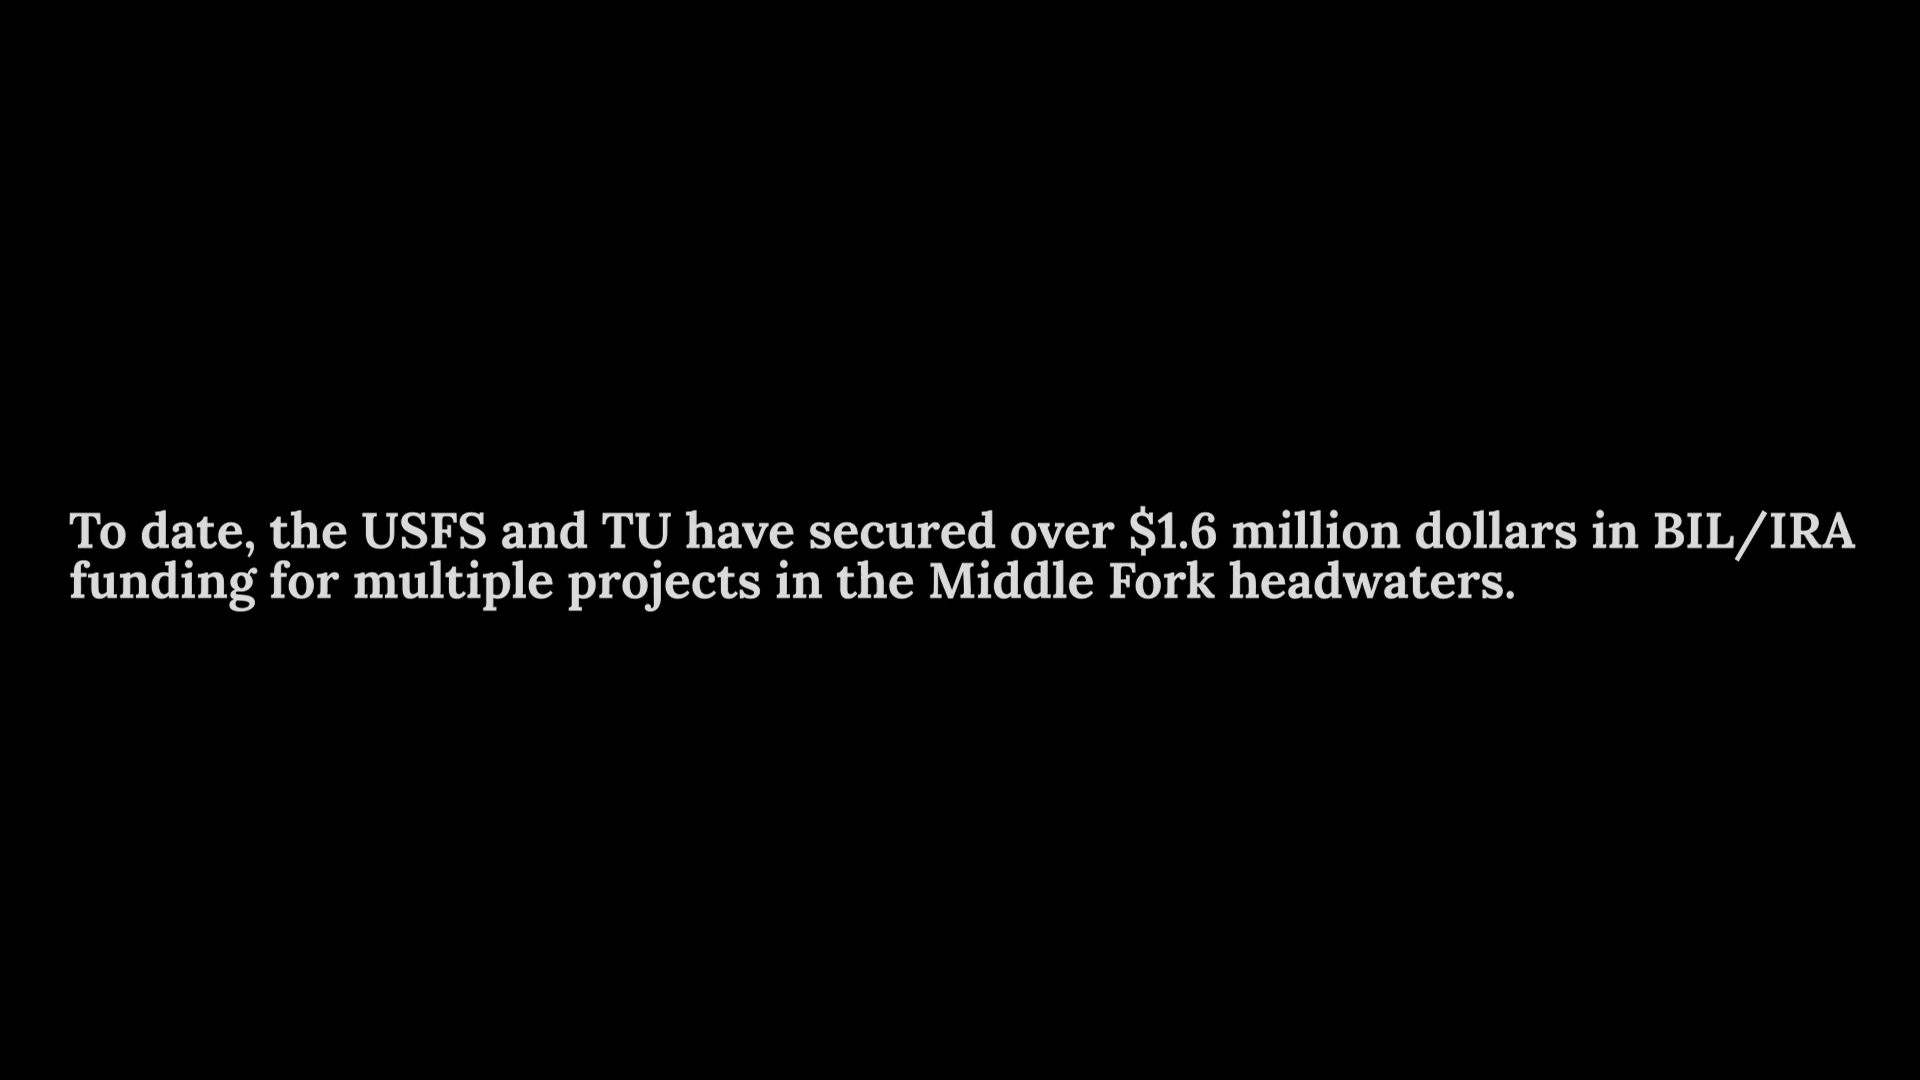 To date, the USFS and TU have secured over $1.6 million dollars in BIL/IRA
funding for multiple projects in the Middle Fork headwaters.